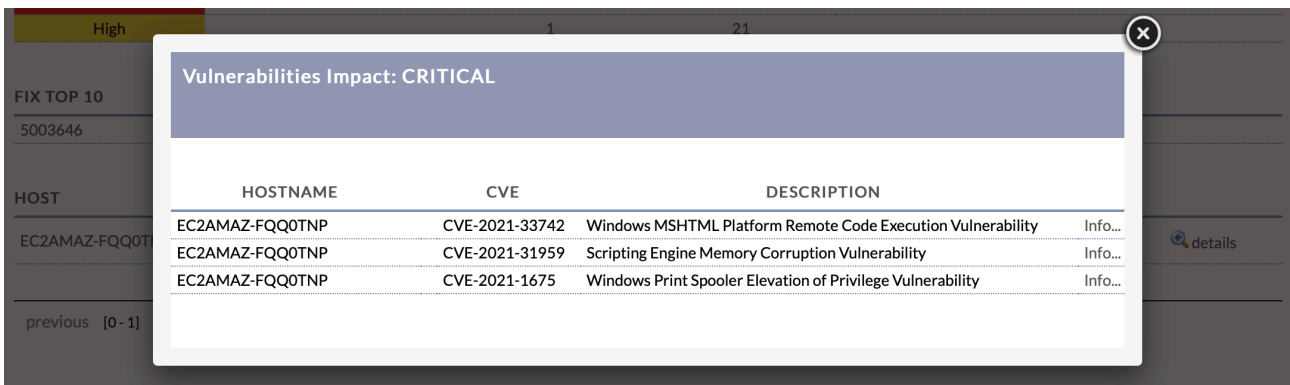 High 1 21
Vulnerabilities Impact: CRITICAL
FIX TOP 10
5003646
HOSTNAME CVE DESCRIPTION
HOST
EC2AMAZ-FQQ0TNP CVE-2021-33742 Windows MSHTML Platform Remote Code Execution Vulnerability Info...
EC2AMAZ-FQQ0T details
EC2AMAZ-FQQ0TNP CVE-2021-31959 Scripting Engine Memory Corruption Vulnerability Info...
EC2AMAZ-FQQ0TNP CVE-2021-1675 Windows Print Spooler Elevation of Privilege Vulnerability Info...
previous [0 - 1]